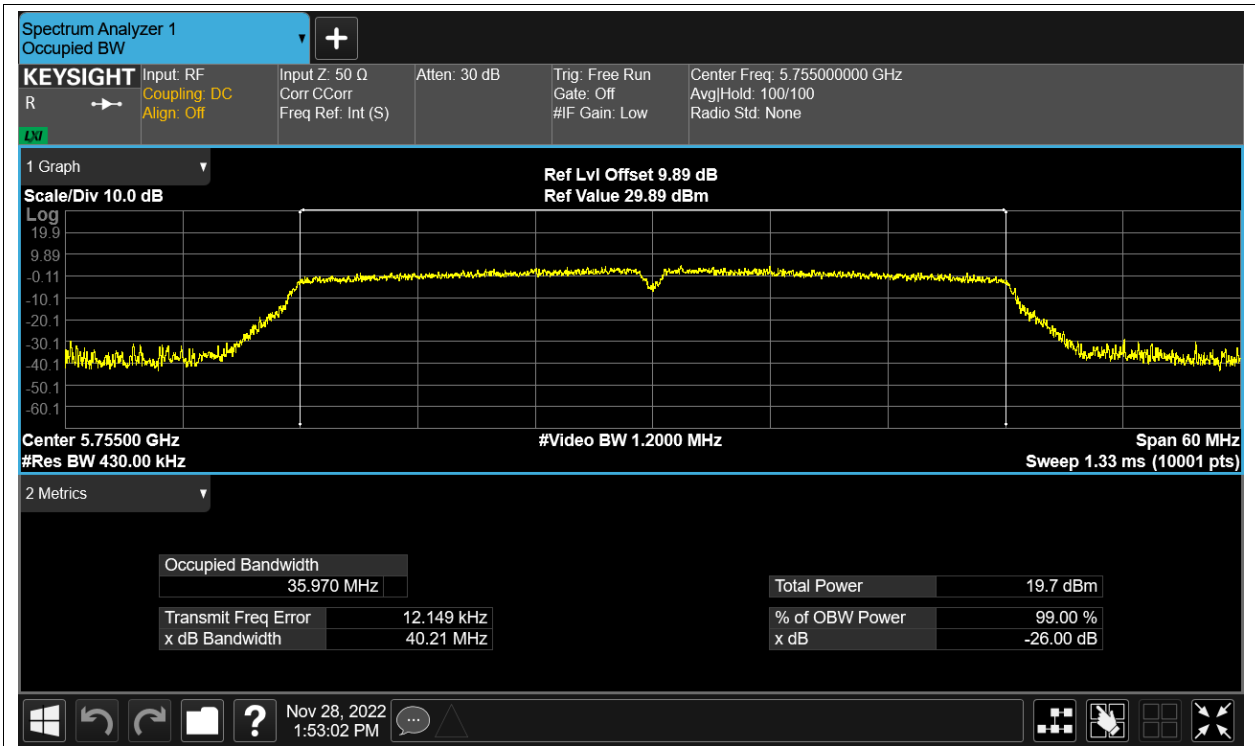 Spectrum Analyzer 1
Occupied BW
KEYSIGHT
R
LXI
Input: RF
Coupling: DC
Align: Off
Input Z: 50 Ω
Corr CCorr
Freq Ref: Int (S)
Atten: 30 dB
Trig: Free Run
Gate: Off
#IF Gain: Low
Center Freq: 5.755000000 GHz
Avg|Hold: 100/100
Radio Std: None
1 Graph
Scale/Div 10.0 dB
Ref Lvl Offset 9.89 dB
Ref Value 29.89 dBm
Log
19.9
9.89
-0.11
-10.1
-20.1
-30.1
-40.1
-50.1
-60.1
Center 5.75500 GHz
#Res BW 430.00 kHz
#Video BW 1.2000 MHz
Span 60 MHz
Sweep 1.33 ms (10001 pts)
2 Metrics
Occupied Bandwidth
35.970 MHz
Transmit Freq Error 12.149 kHz
x dB Bandwidth 40.21 MHz
Total Power 19.7 dBm
% of OBW Power 99.00 %
x dB -26.00 dB
?
Nov 28, 2022
1:53:02 PM